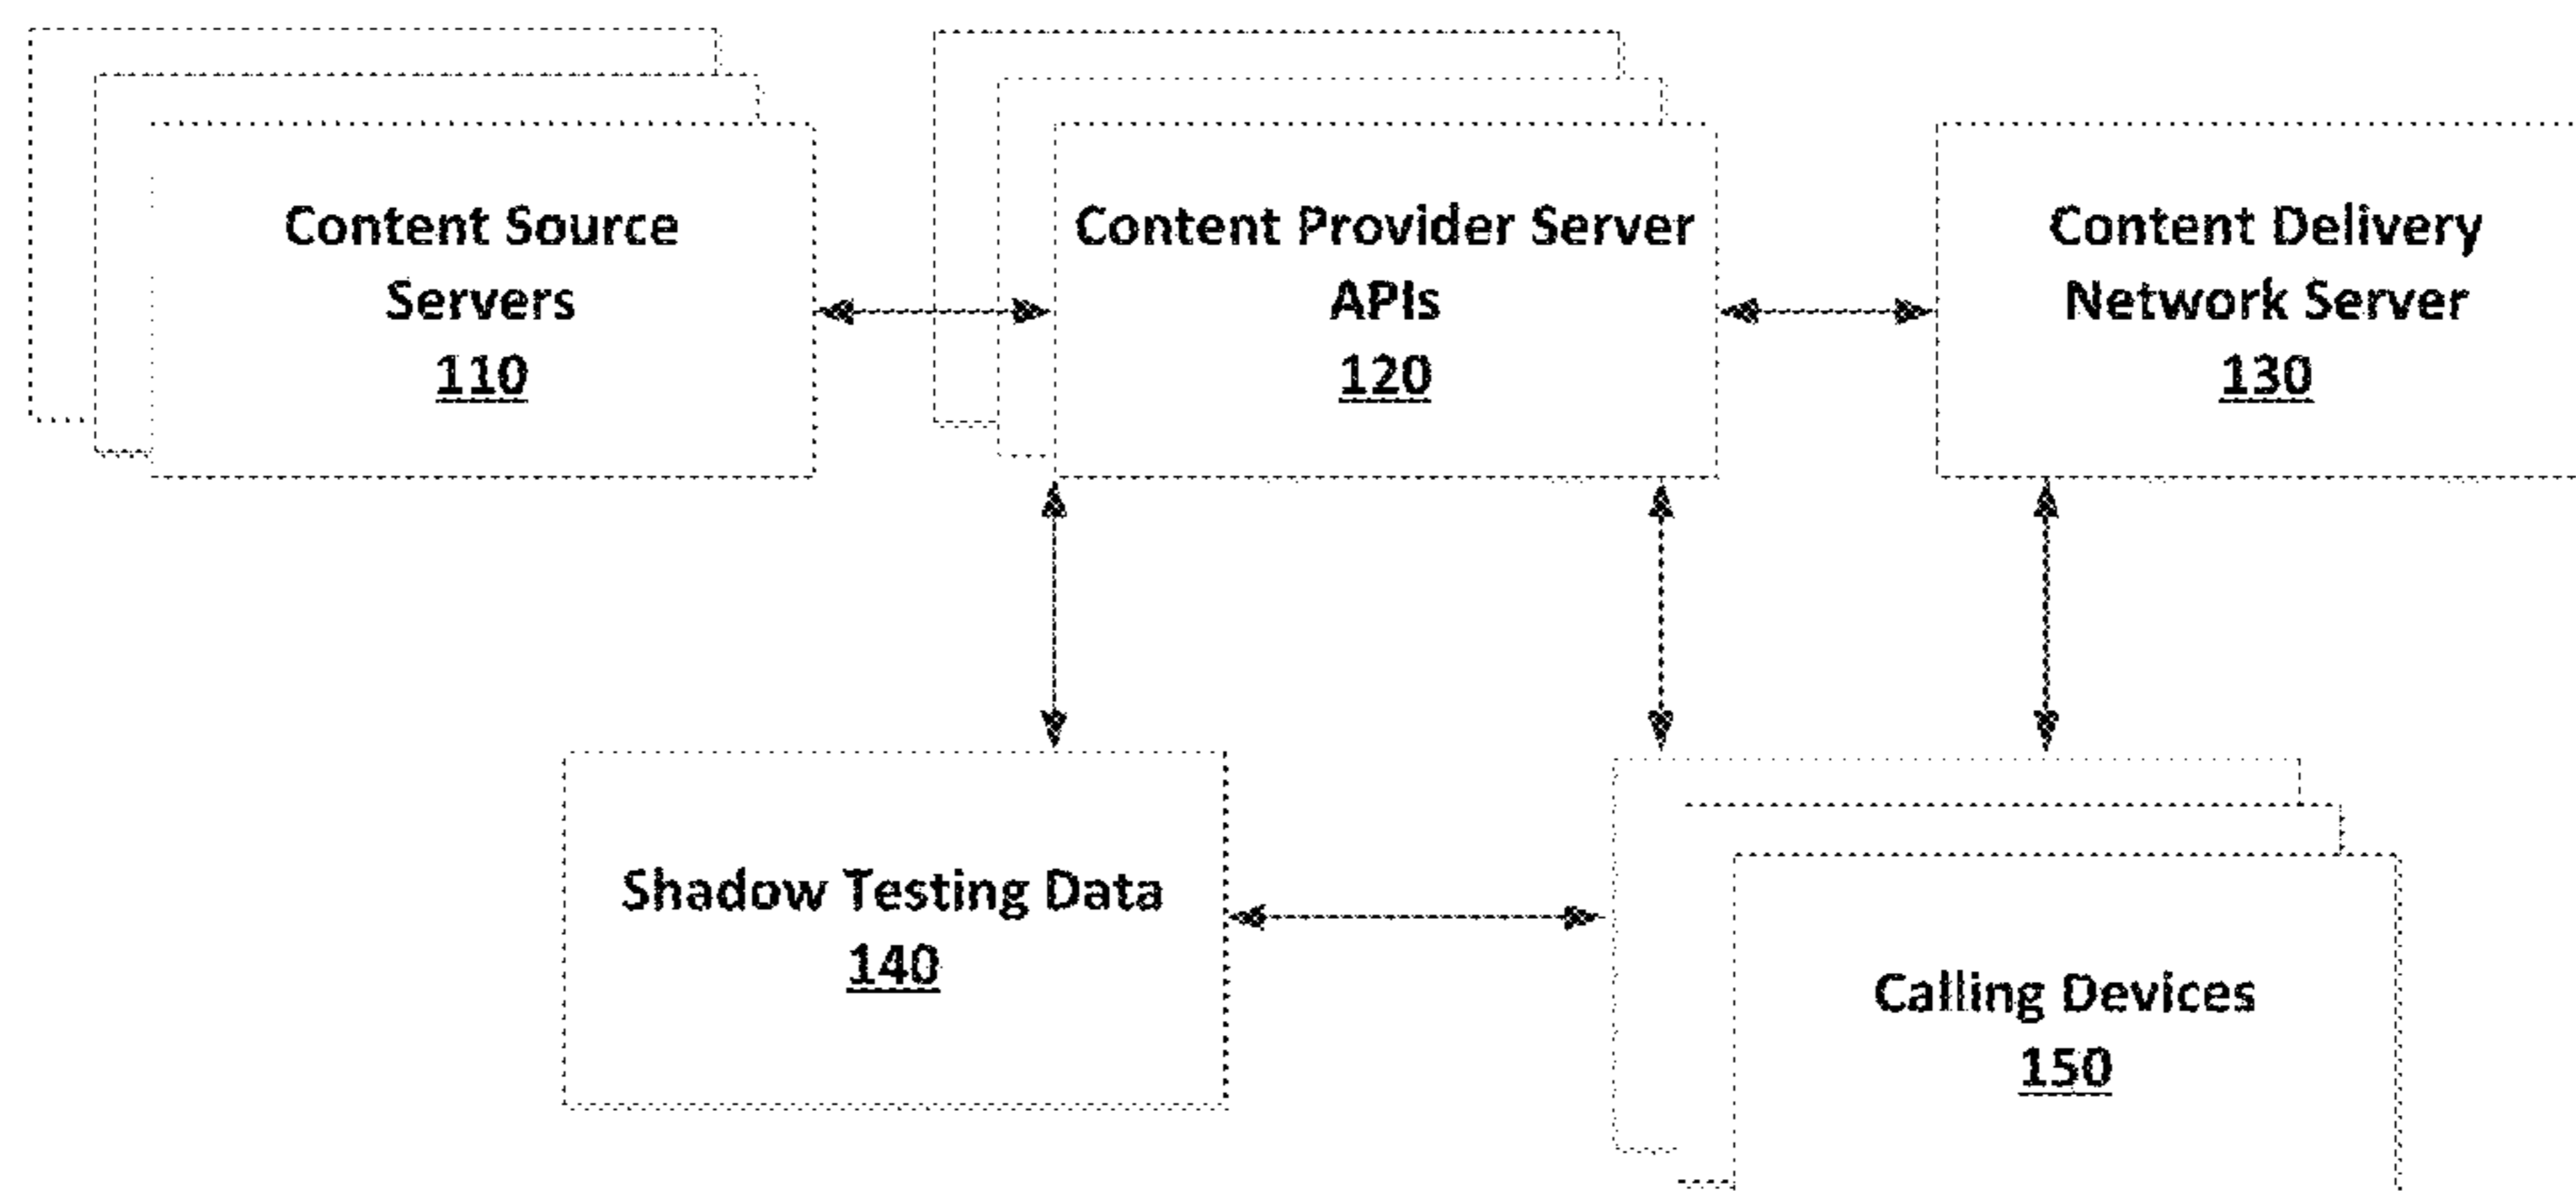 Content Source
Servers
110
Content Provider Server
APIs
120
Content Delivery
Network Server
130
Shadow Testing Data
140
Calling Devices
150